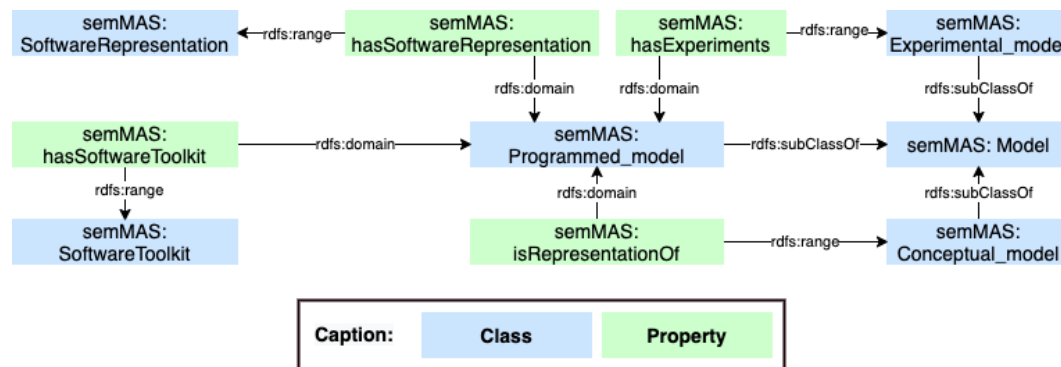 semMAS:
SoftwareRepresentation
rdfs:range
semMAS:
hasSoftwareRepresentation
semMAS:
hasExperiments
rdfs:range
semMAS:
Experimental_model
rdfs:domain
rdfs:domain
rdfs:subClassOf
semMAS:
hasSoftwareToolkit
rdfs:domain
semMAS:
Programmed_model
rdfs:subClassOf
semMAS: Model
rdfs:range
rdfs:domain
rdfs:subClassOf
semMAS:
SoftwareToolkit
semMAS:
isRepresentationOf
rdfs:range
semMAS:
Conceptual_model
Caption:
Class
Property